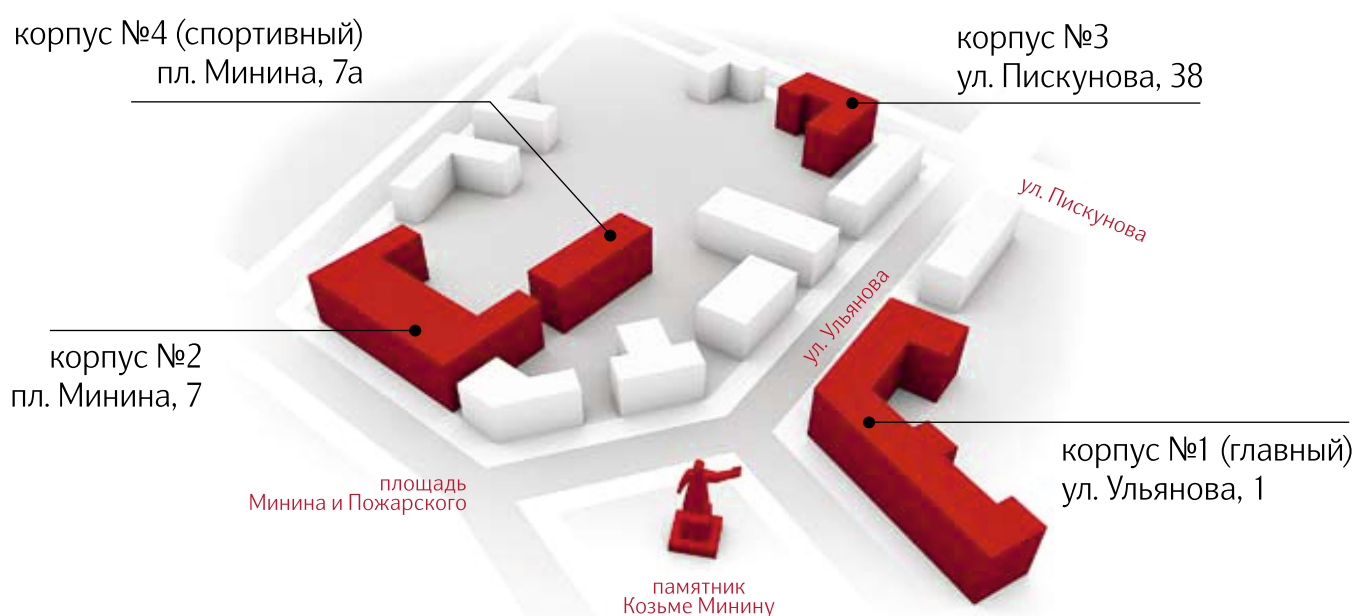 корпус №4 (спортивный)
пл. Минина, 7а
корпус №3
ул. Пискунова, 38
ул. Пискунова
ул. Ульянова
корпус №2
пл. Минина, 7
корпус №1 (главный)
ул. Ульянова, 1
площадь
Минина и Пожарского
памятник
Козьме Минину